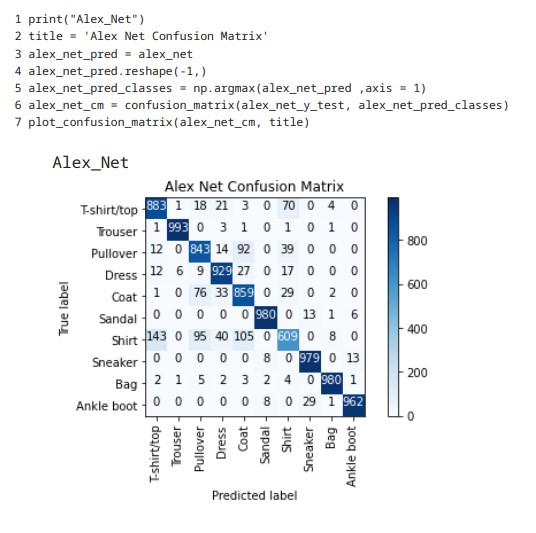 1 print("Alex_Net")
2 title = 'Alex Net Confusion Matrix'
3 alex_net_pred = alex_net
4 alex_net_pred.reshape(-1,)
5 alex_net_pred_classes = np.argmax(alex_net_pred ,axis = 1)
6 alex_net_cm = confusion_matrix(alex_net_y_test, alex_net_pred_classes)
7 plot_confusion_matrix(alex_net_cm, title)
Alex_Net
Alex Net Confusion Matrix
T-shirt/top 883 1 18 21 3 0 70 0 4 0
Trouser 1 993 0 3 1 0 1 0 1 0
Pullover 12 0 843 14 92 0 39 0 0 0
Dress 12 6 9 929 27 0 17 0 0 0
Coat 1 0 76 33 859 0 29 0 2 0
Sandal 0 0 0 0 0 980 0 13 1 6
Shirt 143 0 95 40 105 0 609 0 8 0
Sneaker 0 0 0 0 0 8 0 979 0 13
Bag 2 1 5 2 3 2 4 0 980 1
Ankle boot 0 0 0 0 0 8 0 29 1 962
True label
T-shirt/top
Trouser
Pullover
Dress
Coat
Sandal
Shirt
Sneaker
Bag
Ankle boot
Predicted label
800
600
400
200
0